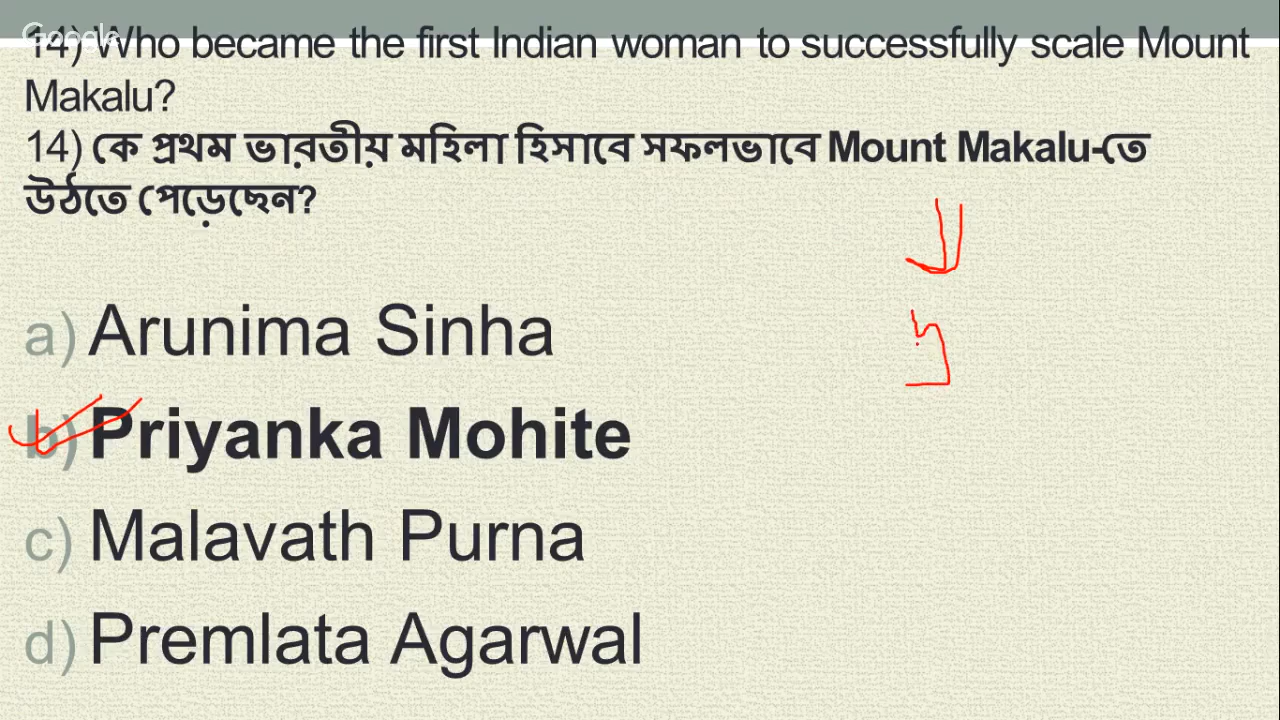 Google
14) Who became the first Indian woman to successfully scale Mount
Makalu?
14) কে প্রথম ভারতীয় মহিলা হিসাবে সফলভাবে Mount Makalu-তে
উঠতে পেড়েছেন?
a) Arunima Sinha
b) Priyanka Mohite
c) Malavath Purna
d) Premlata Agarwal